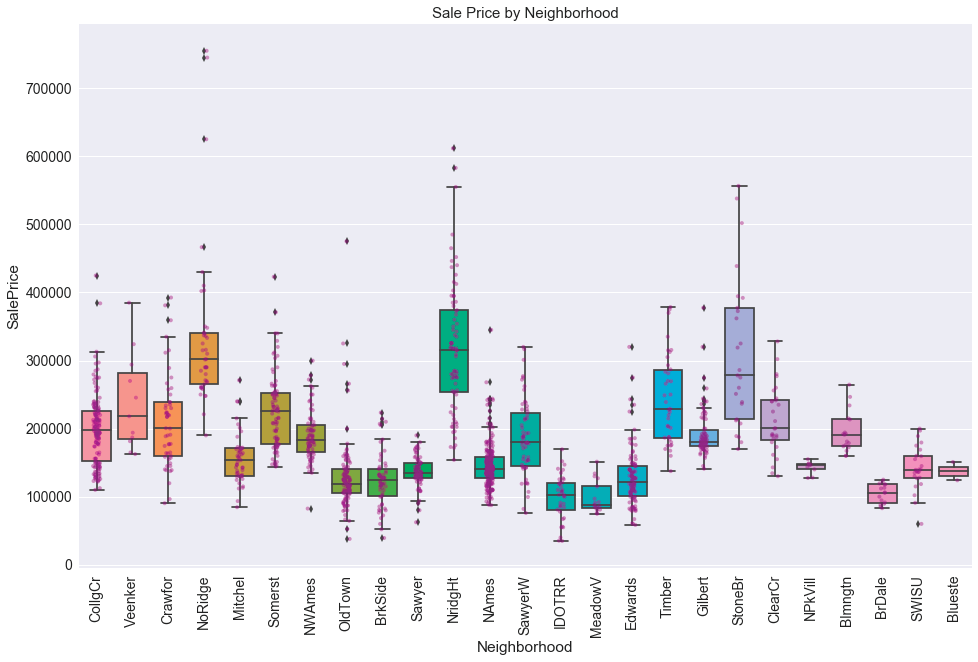 Sale Price by Neighborhood
SalePrice
700000
600000
500000
400000
300000
200000
100000
0
CollgCr
Veenker
Crawfor
NoRidge
Mitchel
Somerst
NWAmes
OldTown
BrkSide
Sawyer
NridgHt
NAmes
SawyerW
IDOTRR
MeadowV
Edwards
Timber
Gilbert
StoneBr
ClearCr
NPkVill
Blmngtn
BrDale
SWISU
Blueste
Neighborhood